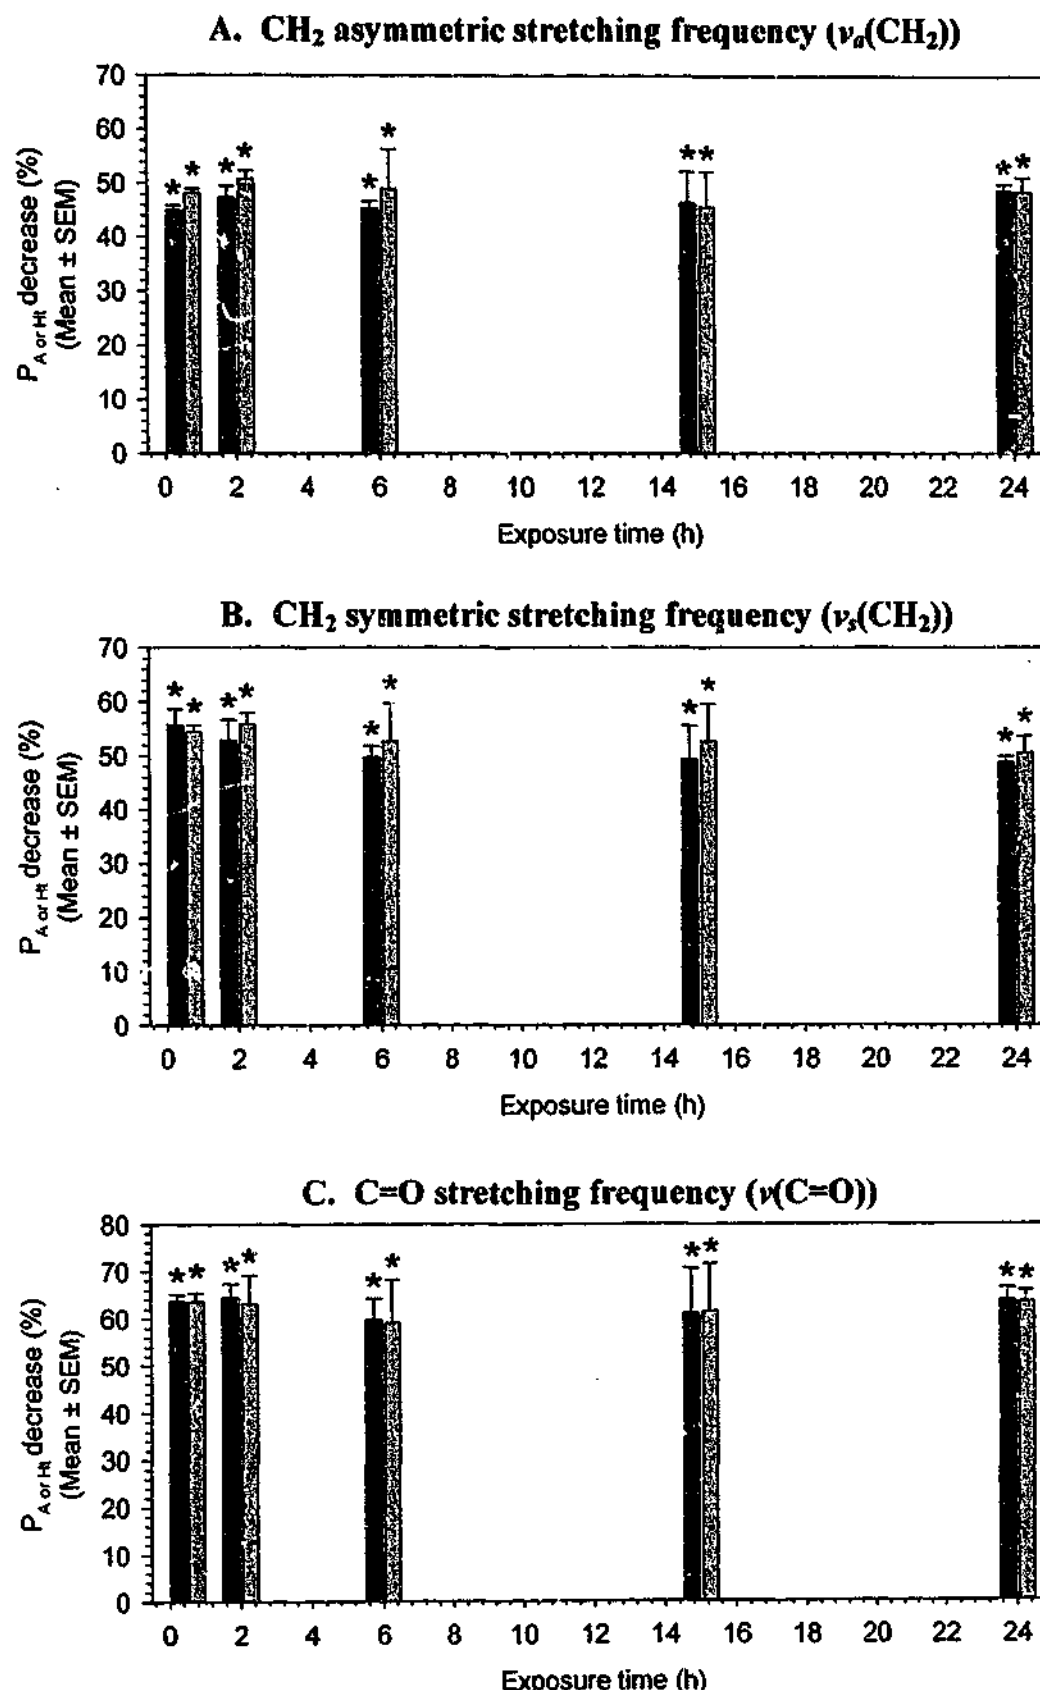 A. CH₂ asymmetric stretching frequency (νₐ(CH₂))
P_A or Ht decrease (%)
(Mean ± SEM)
70
60
50
40
30
20
10
0
* * * * * * * * * *
0 2 4 6 8 10 12 14 16 18 20 22 24
Exposure time (h)
B. CH₂ symmetric stretching frequency (νₛ(CH₂))
P_A or Ht decrease (%)
(Mean ± SEM)
70
60
50
40
30
20
10
0
* * * * * * * * * *
0 2 4 6 8 10 12 14 16 18 20 22 24
Exposure time (h)
C. C=O stretching frequency (ν(C=O))
P_A or Ht decrease (%)
(Mean ± SEM)
80
70
60
50
40
30
20
10
0
* * * * * * * * * *
0 2 4 6 8 10 12 14 16 18 20 22 24
Exposure time (h)